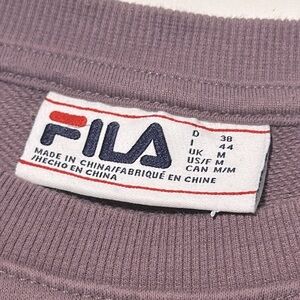 FILA
MADE IN CHINA/FABRIQUÉ EN CHINE
/HECHO EN CHINA
D 38
I 44
UK M
US/F M
CAN M/M